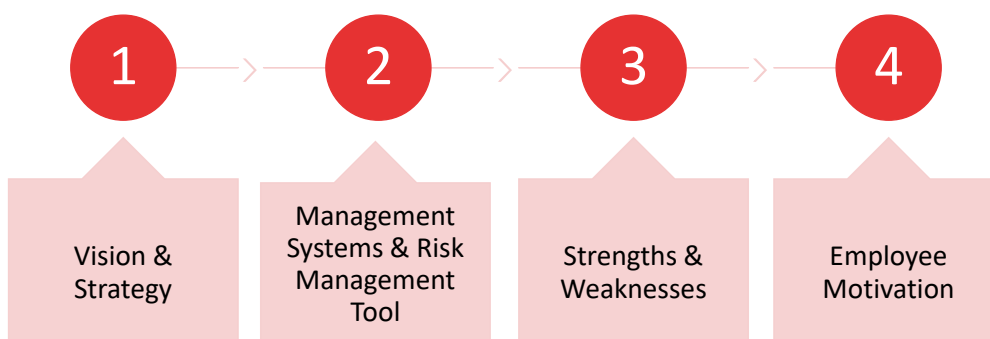 1
2
3
4
Vision &
Strategy
Management
Systems & Risk
Management
Tool
Strengths &
Weaknesses
Employee
Motivation